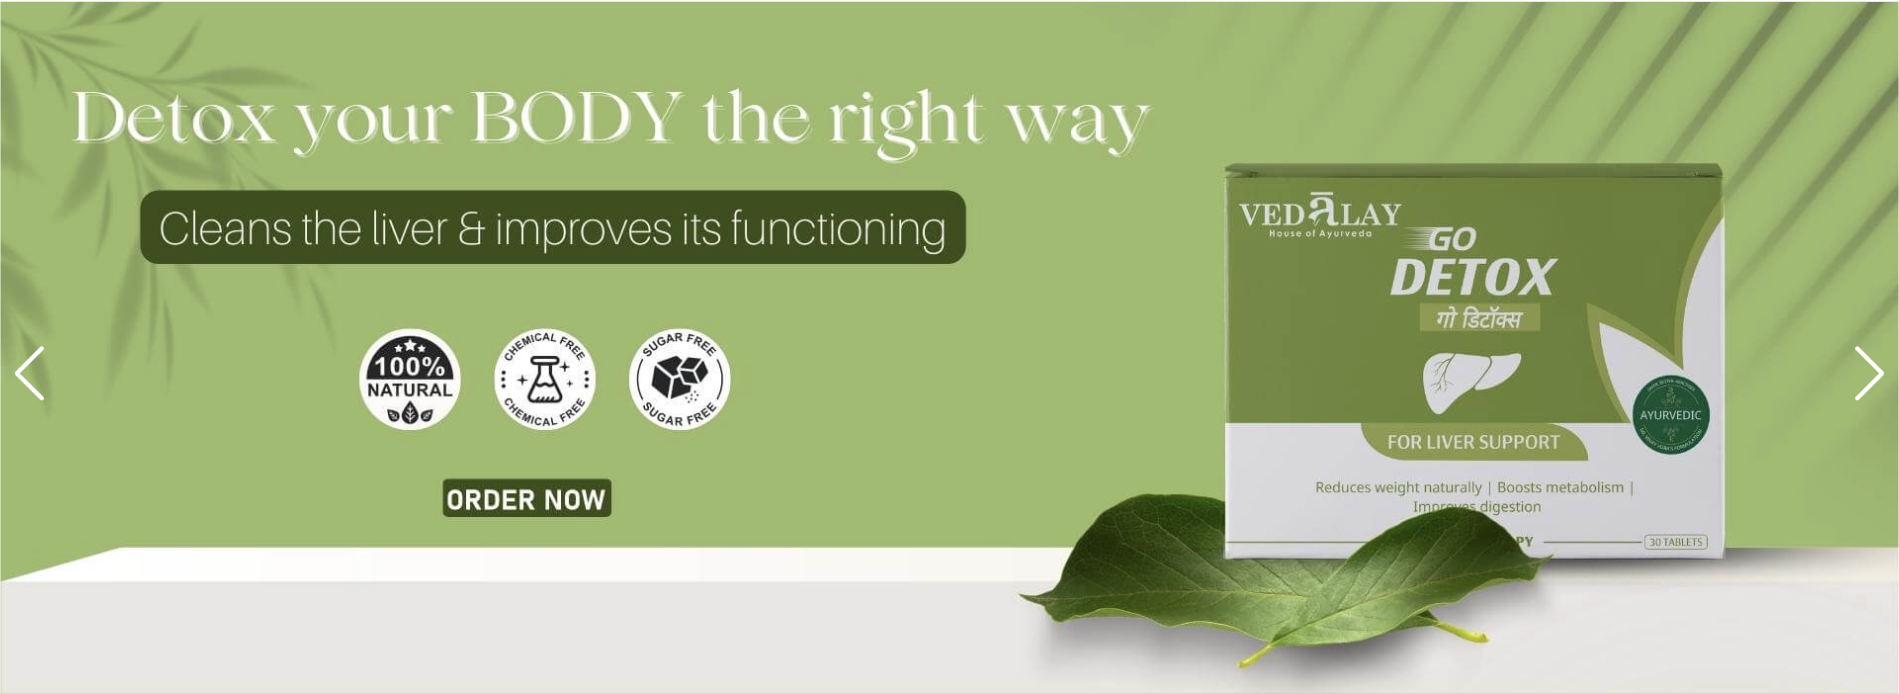 Detox your BODY the right way
Cleans the liver & improves its functioning
100%
NATURAL
CHEMICAL FREE
CHEMICAL FREE
SUGAR FREE
SUGAR FREE
ORDER NOW
VEDĀLAY
House of Ayurveda
GO
DETOX
गो डिटॉक्स
AYURVEDIC
FOR LIVER SUPPORT
Reduces weight naturally | Boosts metabolism |
Improves digestion
30 TABLETS